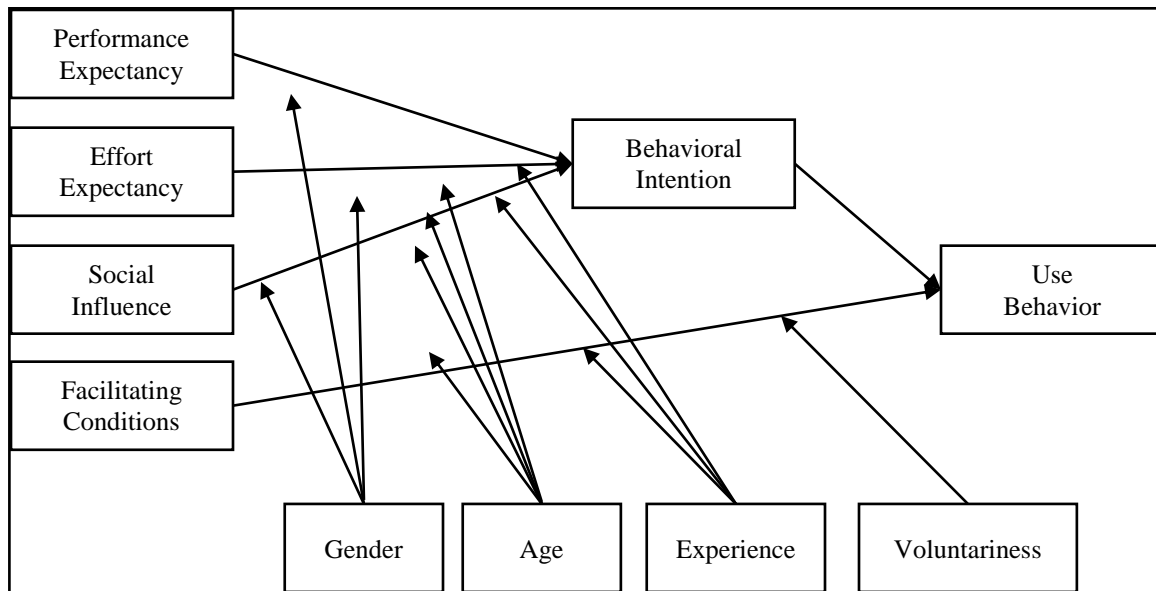 Performance
Expectancy
Effort
Expectancy
Behavioral
Intention
Social
Influence
Use
Behavior
Facilitating
Conditions
Gender
Age
Experience
Voluntariness